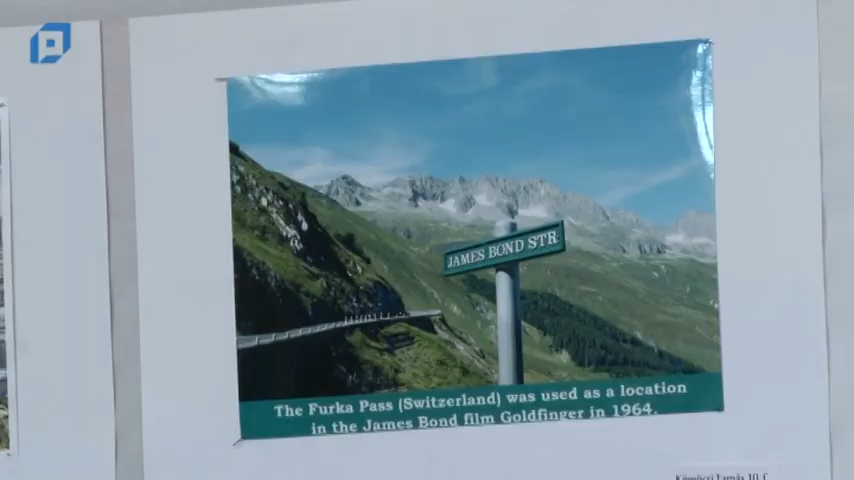 JAMES BOND STR.
The Furka Pass (Switzerland) was used as a location
in the James Bond film Goldfinger in 1964.